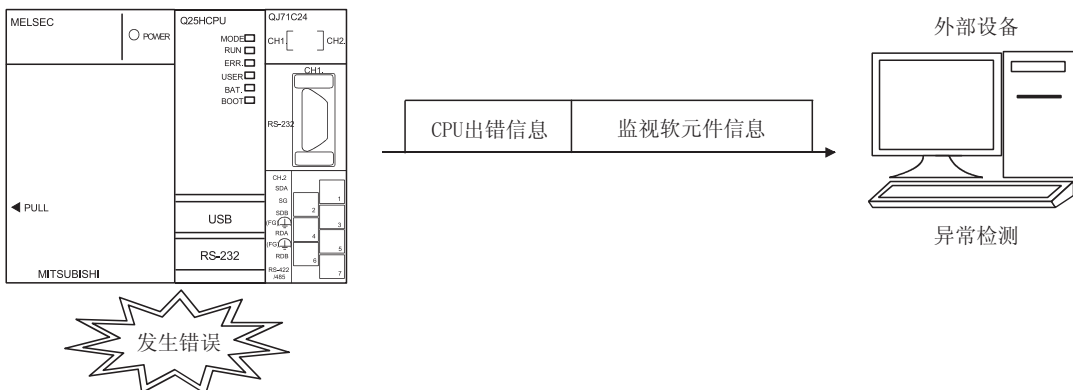 MELSEC
POWER
Q25HCPU
MODE
RUN
ERR.
USER
BAT.
BOOT
QJ71C24
CH1.
CH2.
CH1.
RS-232
CH.2
SDA
SG
SDB
(FG)
RDA
(FG)
RDB
RS-422
/485
1
2
3
4
5
6
7
PULL
USB
RS-232
MITSUBISHI
发生错误
CPU出错信息
监视软元件信息
外部设备
异常检测